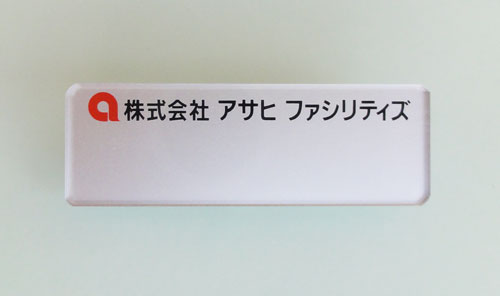 株式会社 アサヒ ファシリティズ